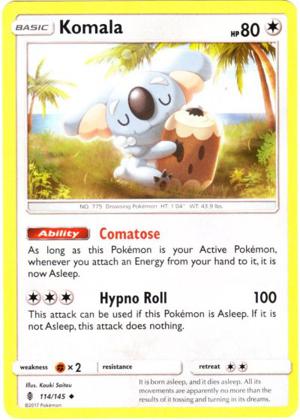 BASIC Komala HP 80
NO. 775 Drowsing Pokémon HT: 1'04" WT: 43.9 lbs.
Ability Comatose
As long as this Pokémon is your Active Pokémon,
whenever you attach an Energy from your hand to it, it is
now Asleep.
Hypno Roll 100
This attack can be used if this Pokémon is Asleep. If it is
not Asleep, this attack does nothing.
weakness ×2 resistance retreat
Illus. Kouki Saitou
114/145
©2017 Pokémon
It is born asleep, and it dies asleep. All its
movements are apparently no more than the
results of it tossing and turning in its dreams.